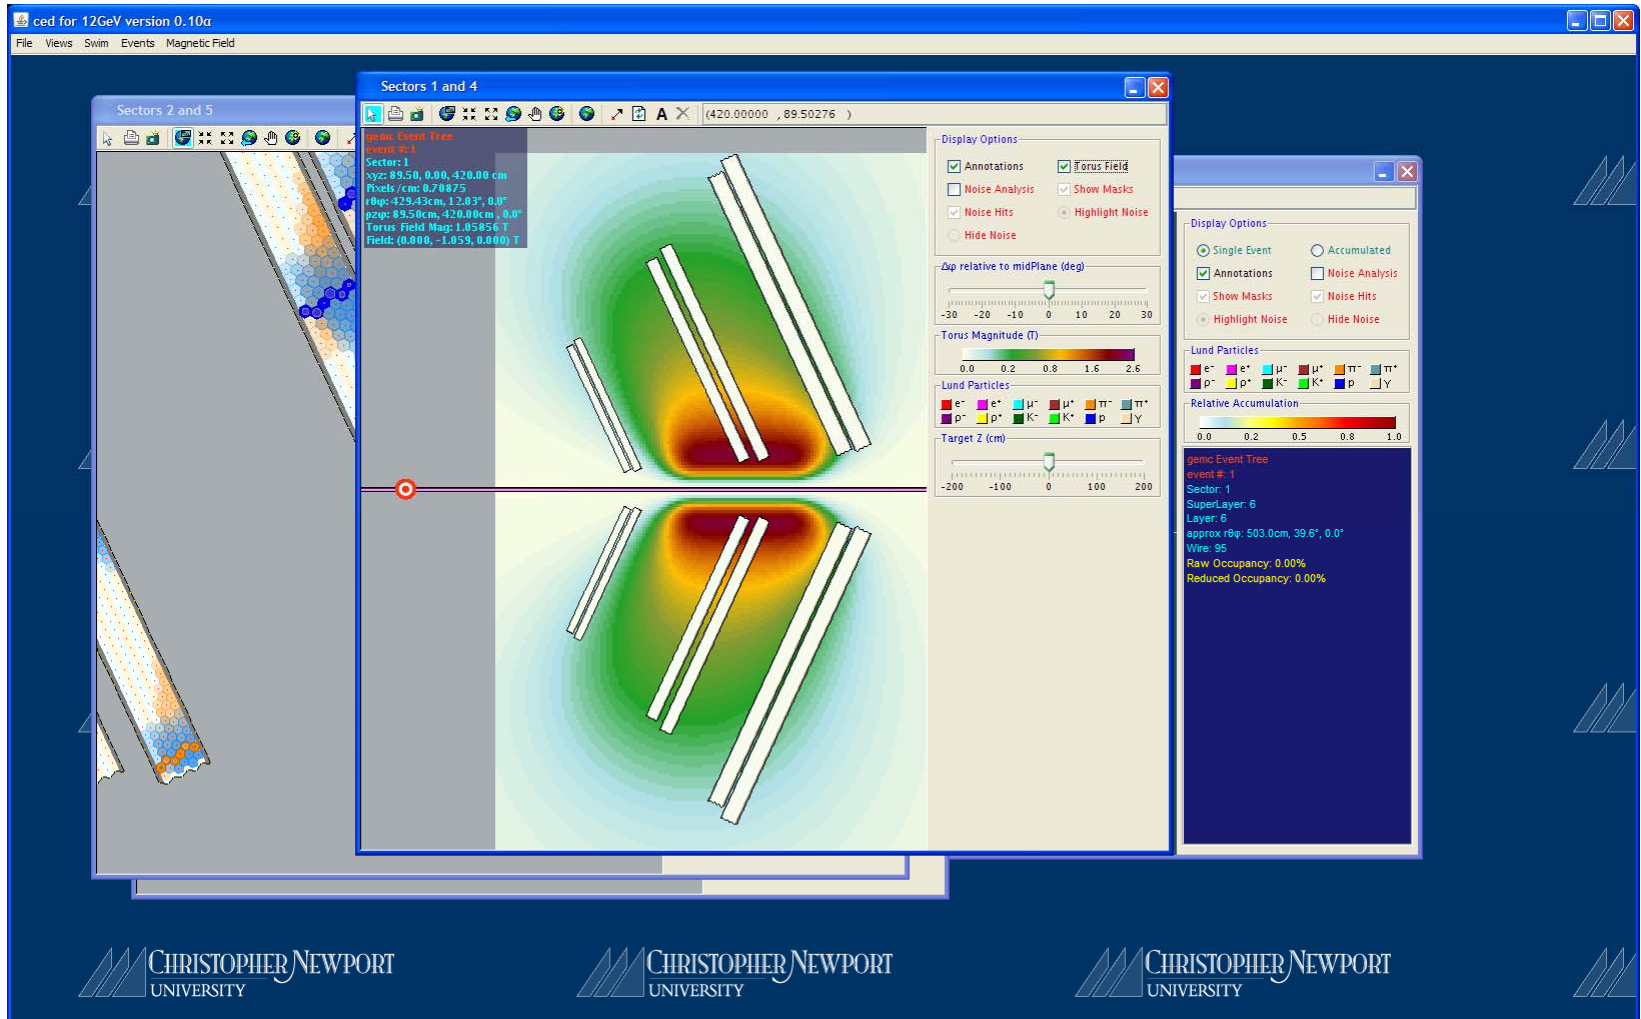 ced for 12GeV version 0.10α
File Views Swim Events Magnetic Field
Sectors 2 and 5
Sectors 1 and 4
(420.00000 , 89.50276 )
gemc Event Tree
event #: 1
Sector: 1
xyz: 89.50, 0.00, 420.00 cm
Pixels /cm: 0.70875
rθφ: 429.43cm, 12.03°, 0.0°
ρzφ: 89.50cm, 420.00cm , 0.0°
Torus Field Mag: 1.05856 T
Field: (0.000, -1.059, 0.000) T
Display Options
Annotations Torus Field
Noise Analysis Show Masks
Noise Hits Highlight Noise
Hide Noise
Δφ relative to midPlane (deg)
-30 -20 -10 0 10 20 30
Torus Magnitude (T)
0.0 0.2 0.8 1.6 2.6
Lund Particles
e⁻ e⁺ μ⁻ μ⁺ π⁻ π⁺
ρ⁻ ρ⁺ K⁻ K⁺ p γ
Target Z (cm)
-200 -100 0 100 200
Display Options
Single Event Accumulated
Annotations Noise Analysis
Show Masks Noise Hits
Highlight Noise Hide Noise
Lund Particles
e⁻ e⁺ μ⁻ μ⁺ π⁻ π⁺
ρ⁻ ρ⁺ K⁻ K⁺ p γ
Relative Accumulation
0.0 0.2 0.5 0.8 1.0
gemc Event Tree
event #: 1
Sector: 1
SuperLayer: 6
Layer: 6
approx rθφ: 503.0cm, 39.6°, 0.0°
Wire: 95
Raw Occupancy: 0.00%
Reduced Occupancy: 0.00%
CHRISTOPHER NEWPORT
UNIVERSITY
CHRISTOPHER NEWPORT
UNIVERSITY
CHRISTOPHER NEWPORT
UNIVERSITY